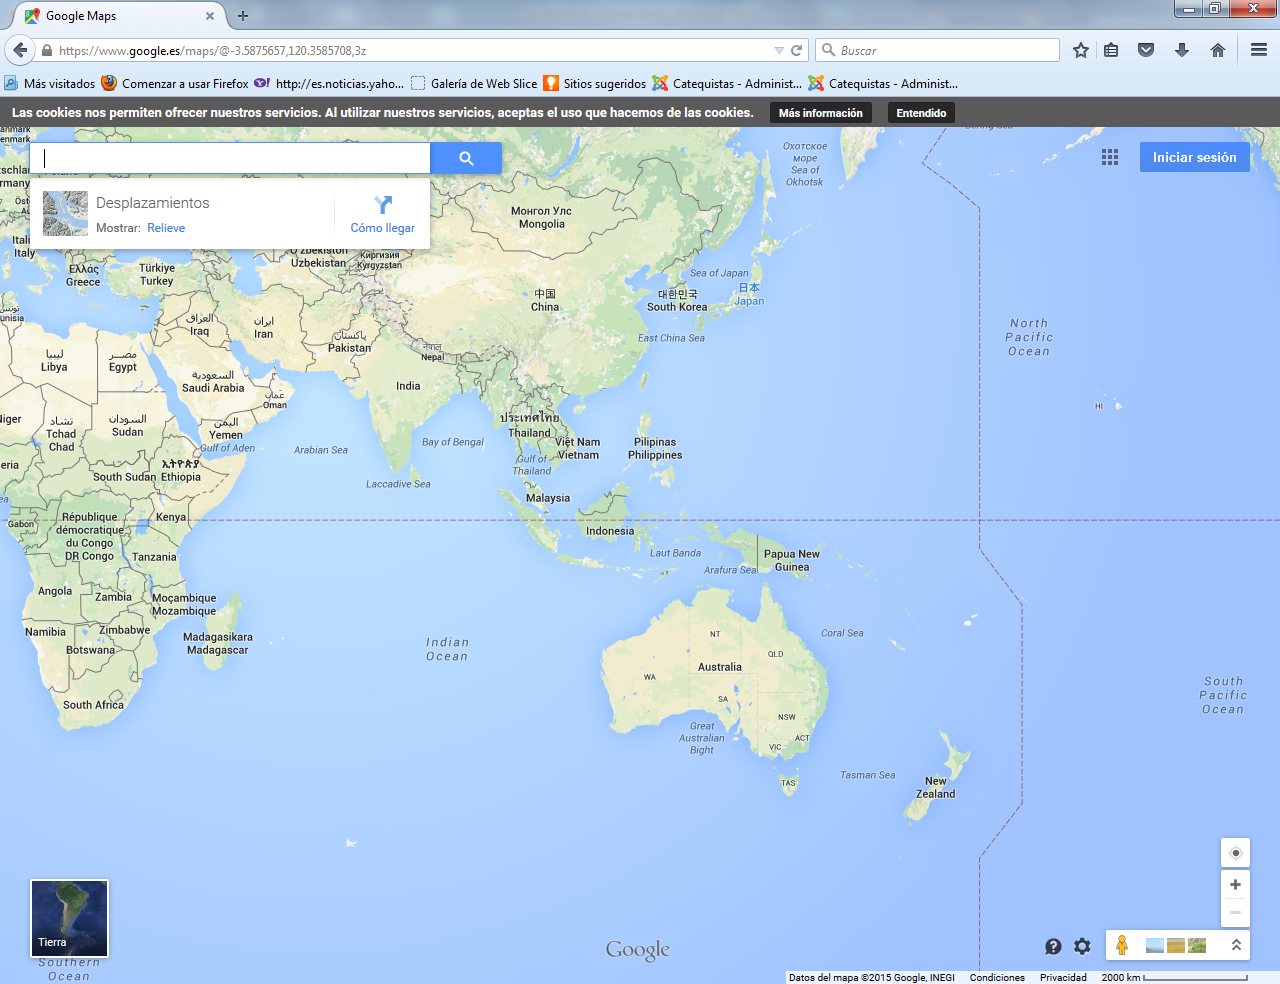 Google Maps
https://www.google.es/maps/@-3.5875657,120.3585708,3z
Buscar
Más visitados
Comenzar a usar Firefox
http://es.noticias.yaho...
Galería de Web Slice
Sitios sugeridos
Catequistas - Administ...
Catequistas - Administ...
Las cookies nos permiten ofrecer nuestros servicios. Al utilizar nuestros servicios, aceptas el uso que hacemos de las cookies.
Más información
Entendido
Iniciar sesión
Desplazamientos
Mostrar: Relieve
Cómo llegar
Охотское
море
Sea of
Okhotsk
Монгол Улс
Mongolia
Italy
Ελλάς
Greece
Türkiye
Turkey
Uzbekistan
Киргизия
Kyrgyzstan
Sea of Japan
日本
Japan
대한민국
South Korea
中国
China
East China Sea
North
Pacific
Ocean
HI
العراق
Iraq
ایران
Iran
پاکستان
Pakistan
नेपाल
Nepal
ليبيا
Libya
مصر
Egypt
السعودية
Saudi Arabia
عمان
Oman
India
تشاد
Tchad
Chad
السودان
Sudan
اليمن
Yemen
Gulf of Aden
Arabian Sea
Bay of Bengal
ประเทศไทย
Thailand
Việt Nam
Vietnam
Gulf of
Thailand
Pilipinas
Philippines
ኢትዮጵያ
South Sudan
Ethiopia
Laccadive Sea
Malaysia
Gabon
République
démocratique
du Congo
DR Congo
Kenya
Indonesia
Tanzania
Laut Banda
Arafura Sea
Papua New
Guinea
Angola
Zambia
Moçambique
Mozambique
Namibia
Zimbabwe
Botswana
Madagasikara
Madagascar
South Africa
Indian
Ocean
Coral Sea
NT
QLD
WA
Australia
SA
NSW
ACT
VIC
TAS
Great
Australian
Bight
Tasman Sea
New
Zealand
South
Pacific
Ocean
Tierra
Southern
Ocean
Google
Datos del mapa ©2015 Google, INEGI
Condiciones
Privacidad
2000 km